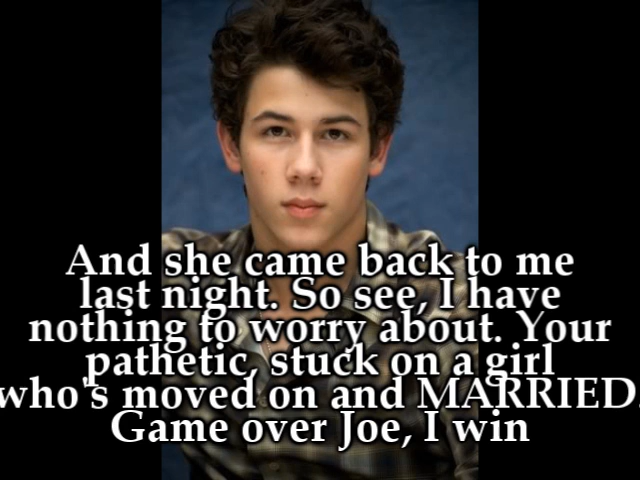 And she came back to me
last night. So see, I have
nothing to worry about. Your
pathetic, stuck on a girl
who's moved on and MARRIED.
Game over Joe, I win